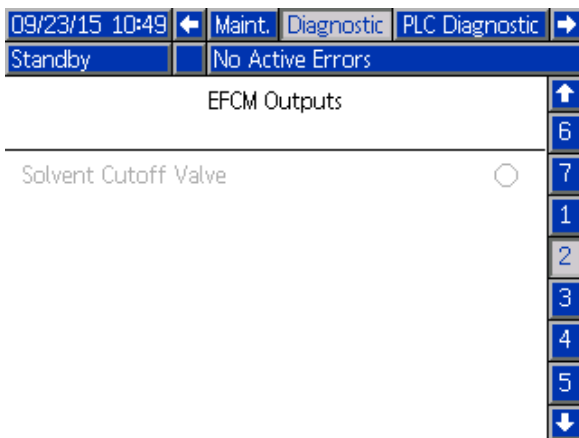 09/23/15 10:49 Maint. Diagnostic PLC Diagnostic
Standby No Active Errors
EFCM Outputs
6
Solvent Cutoff Valve 7
1
2
3
4
5